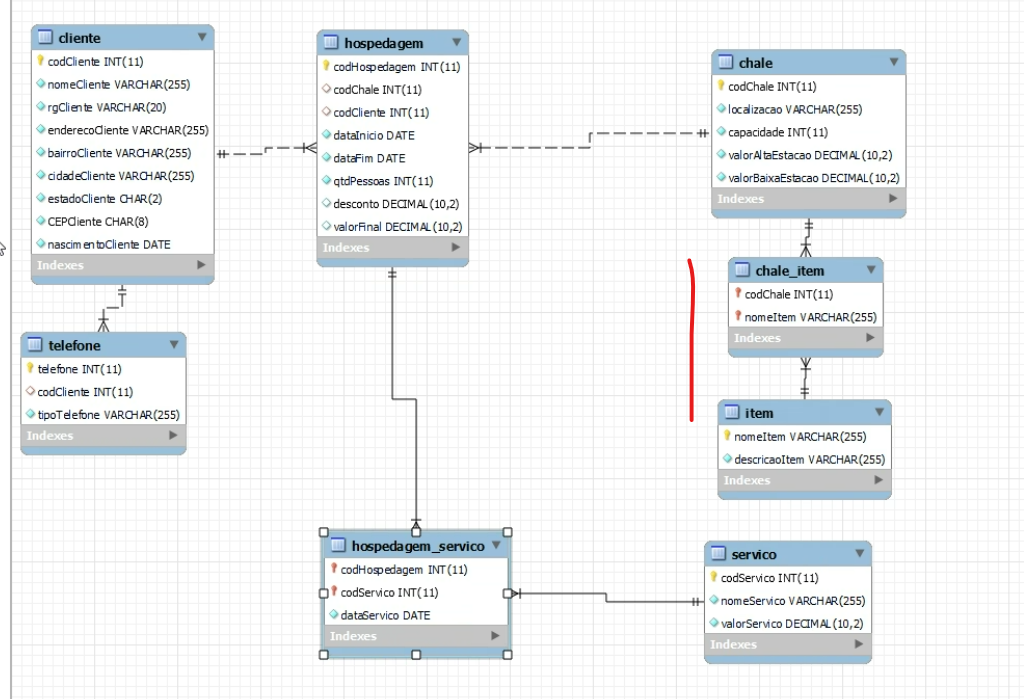 cliente
codCliente INT(11)
nomeCliente VARCHAR(255)
rgCliente VARCHAR(20)
enderecoCliente VARCHAR(255)
bairroCliente VARCHAR(255)
cidadeCliente VARCHAR(255)
estadoCliente CHAR(2)
CEPCliente CHAR(8)
nascimentoCliente DATE
Indexes
telefone
telefone INT(11)
codCliente INT(11)
tipoTelefone VARCHAR(255)
Indexes
hospedagem
codHospedagem INT(11)
codChale INT(11)
codCliente INT(11)
dataInicio DATE
dataFim DATE
qtdPessoas INT(11)
desconto DECIMAL(10,2)
valorFinal DECIMAL(10,2)
Indexes
chale
codChale INT(11)
localizacao VARCHAR(255)
capacidade INT(11)
valorAltaEstacao DECIMAL(10,2)
valorBaixaEstacao DECIMAL(10,2)
Indexes
chale_item
codChale INT(11)
nomeItem VARCHAR(255)
Indexes
item
nomeItem VARCHAR(255)
descricaoItem VARCHAR(255)
Indexes
hospedagem_servico
codHospedagem INT(11)
codServico INT(11)
dataServico DATE
Indexes
servico
codServico INT(11)
nomeServico VARCHAR(255)
valorServico DECIMAL(10,2)
Indexes